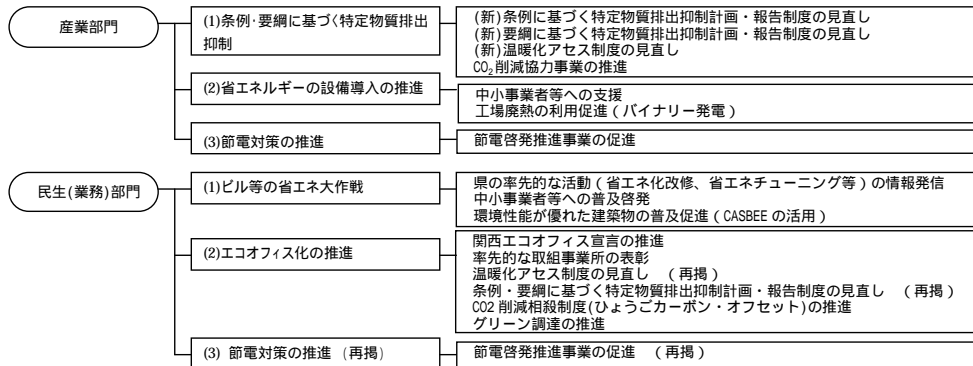 産業部門
(1)条例･要綱に基づく特定物質排出
抑制
(新)条例に基づく特定物質排出抑制計画・報告制度の見直し
(新)要綱に基づく特定物質排出抑制計画・報告制度の見直し
(新)温暖化アセス制度の見直し
CO₂削減協力事業の推進
(2)省エネルギーの設備導入の推進
中小事業者等への支援
工場廃熱の利用促進（バイナリー発電）
(3)節電対策の推進
節電啓発推進事業の促進
民生(業務)部門
(1)ビル等の省エネ大作戦
県の率先的な活動（省エネ化改修、省エネチューニング等）の情報発信
中小事業者等への普及啓発
環境性能が優れた建築物の普及促進（CASBEEの活用）
(2)エコオフィス化の推進
関西エコオフィス宣言の推進
率先的な取組事業所の表彰
温暖化アセス制度の見直し　（再掲）
条例・要綱に基づく特定物質排出抑制計画・報告制度の見直し　（再掲）
CO2削減相殺制度(ひょうごカーボン・オフセット)の推進
グリーン調達の推進
(3) 節電対策の推進 （再掲）
節電啓発推進事業の促進　（再掲）